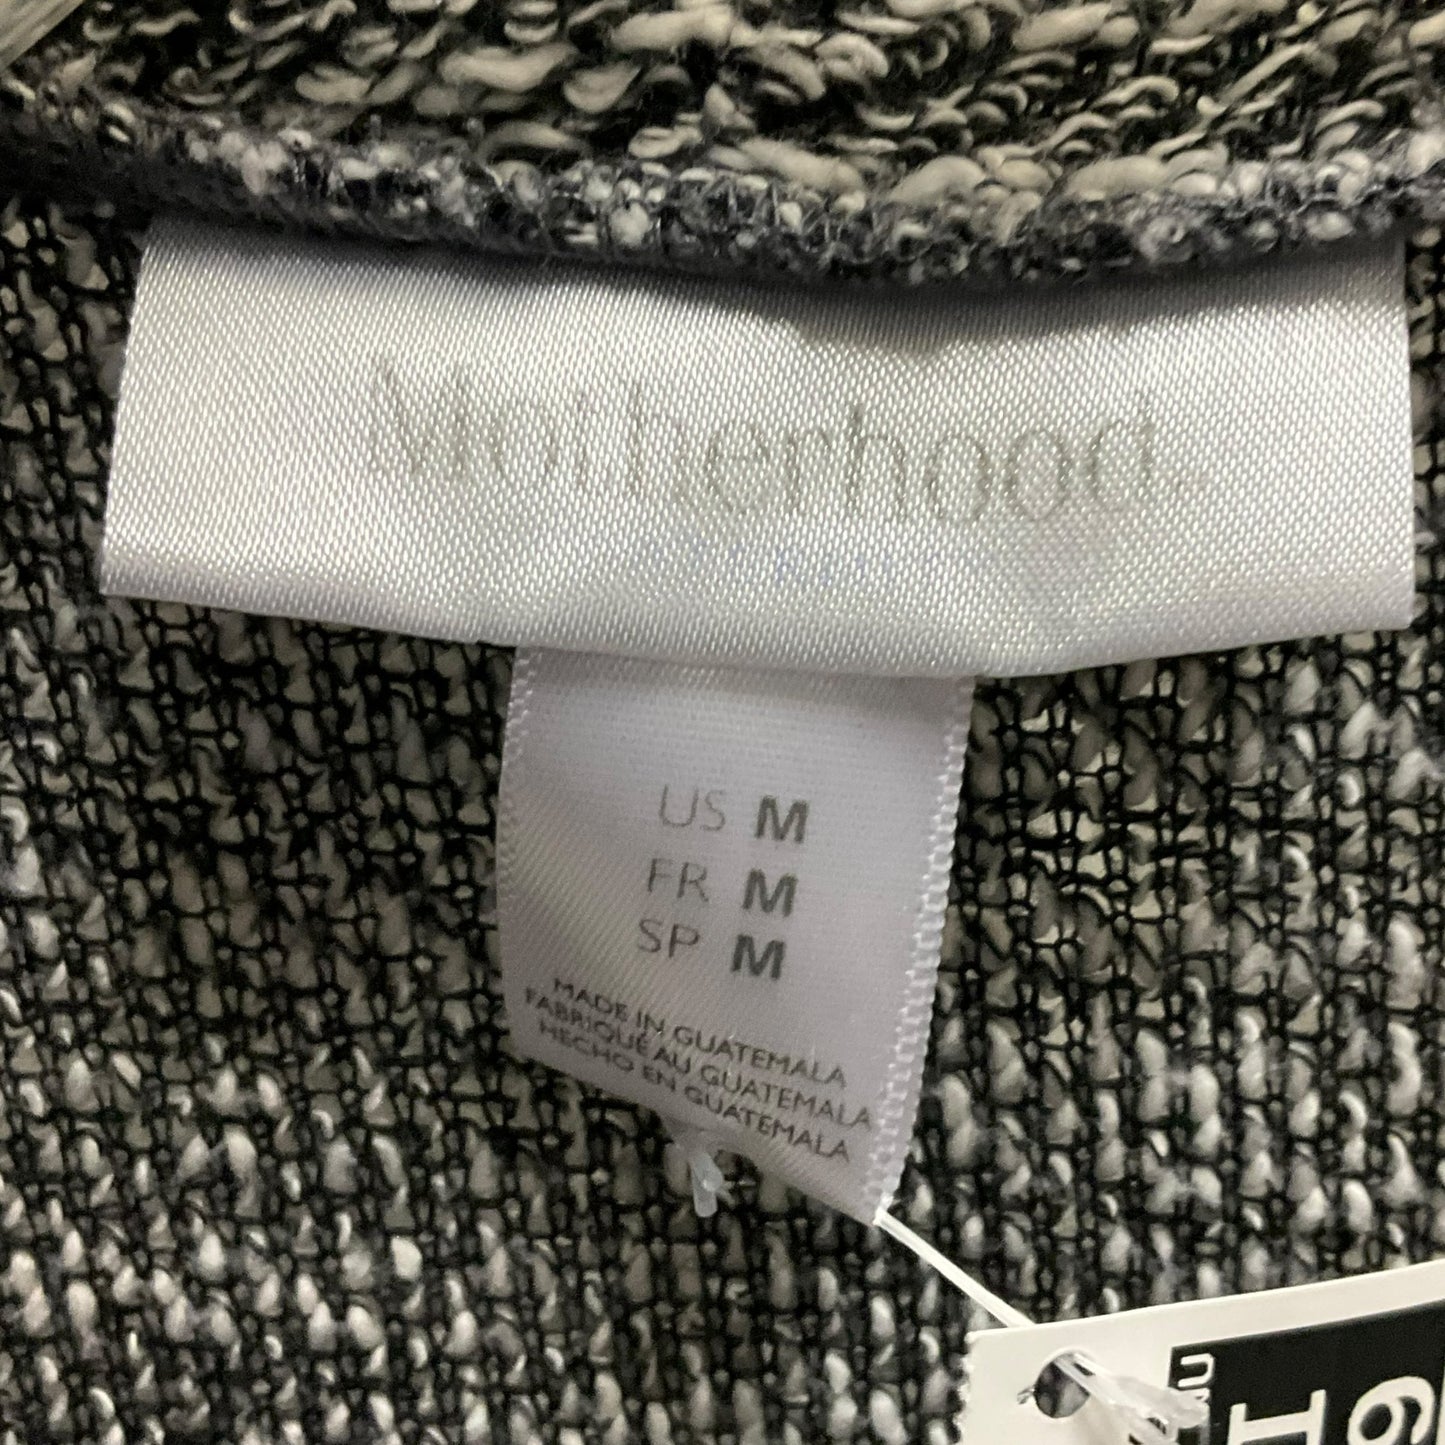 Motherhood
US M
FR M
SP M
MADE IN GUATEMALA
FABRIQUÉ AU GUATEMALA
HECHO EN GUATEMALA